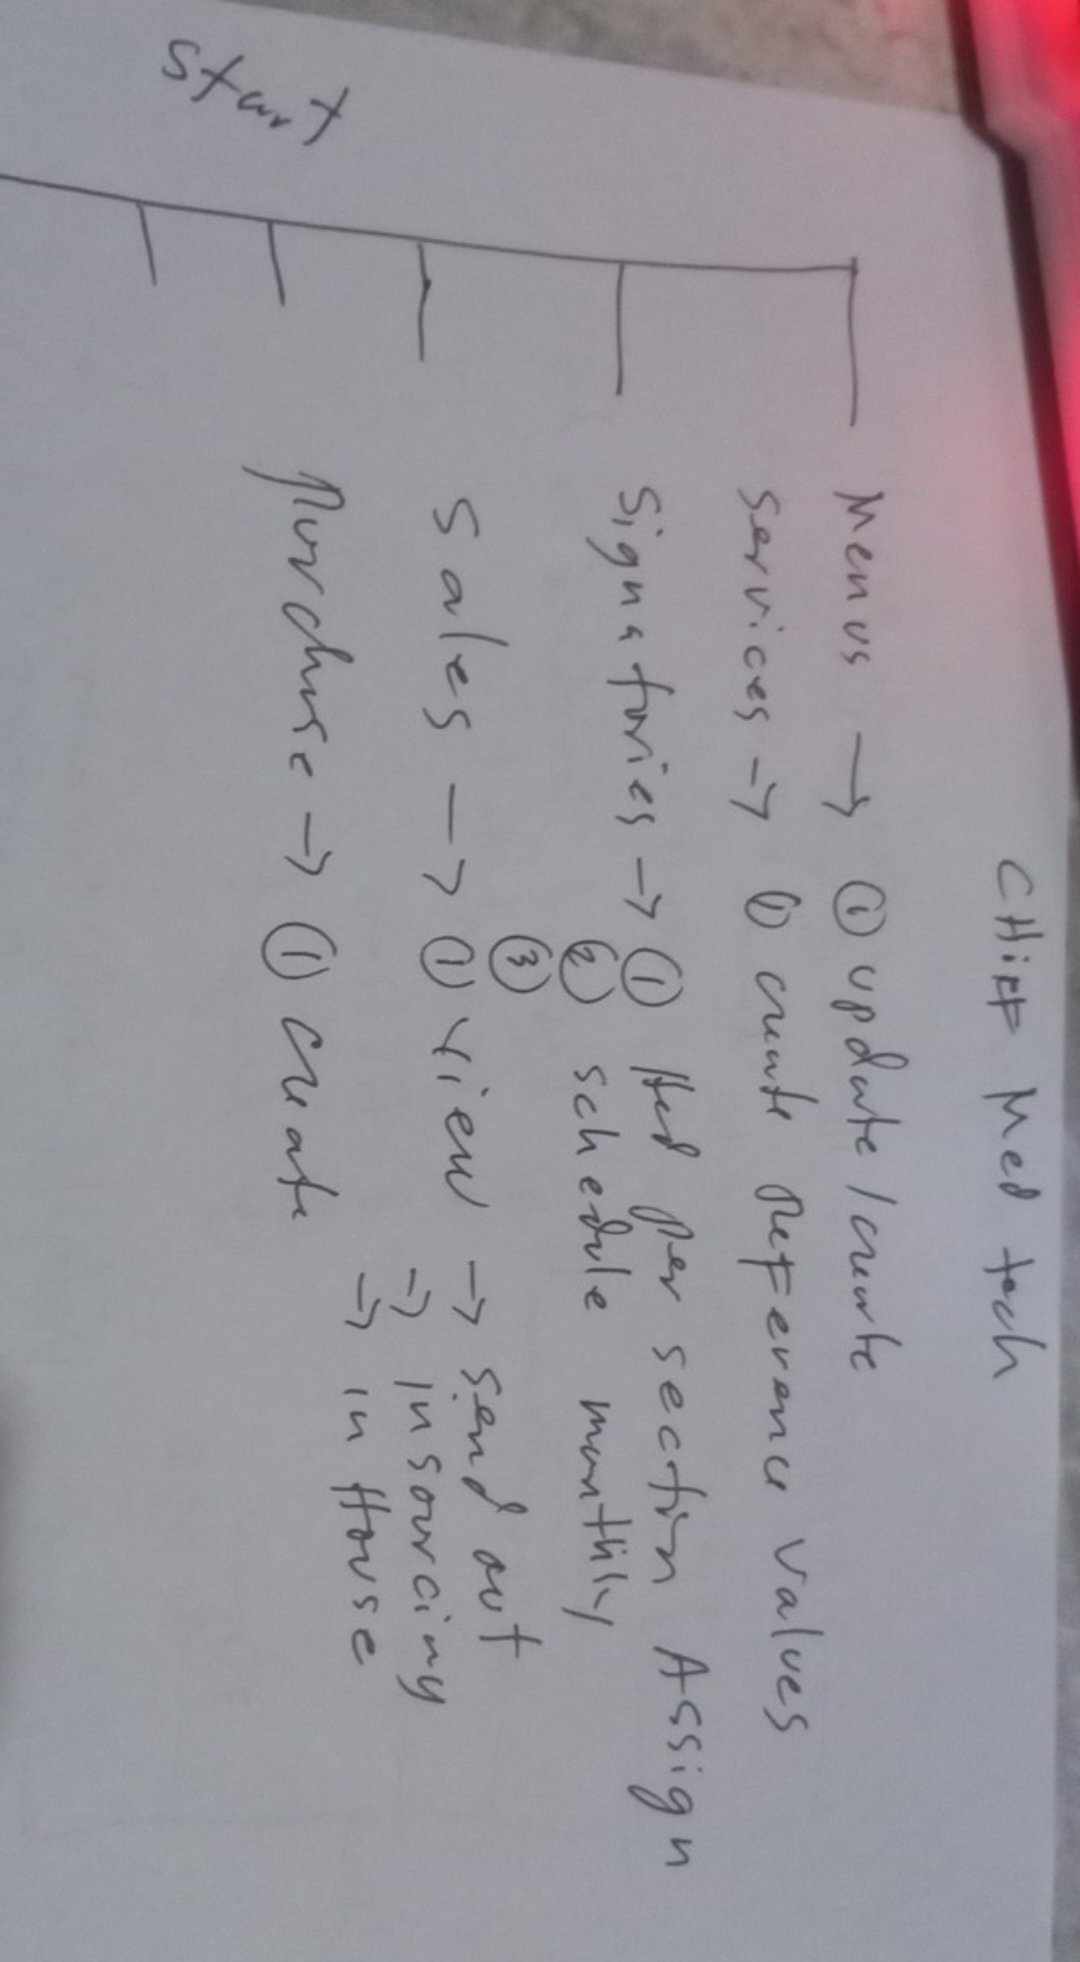 CHieF Med tech
Menus → ① update / create
Services → ① create Reference Values
Signatories → ① Hed per section Assign
② schedule monthly
③
Sales → ① view → send out
→ insourcing
→ in House
purchase → ① create
Start